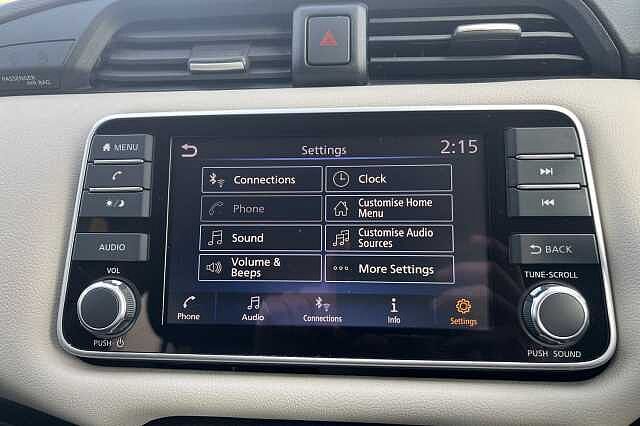 PASSENGER
AIR BAG
MENU
Settings
2:15
Connections
Clock
Phone
Customise Home
Menu
Sound
Customise Audio
Sources
Volume &
Beeps
More Settings
AUDIO
BACK
VOL
TUNE-SCROLL
Phone
Audio
Connections
Info
Settings
PUSH
PUSH SOUND